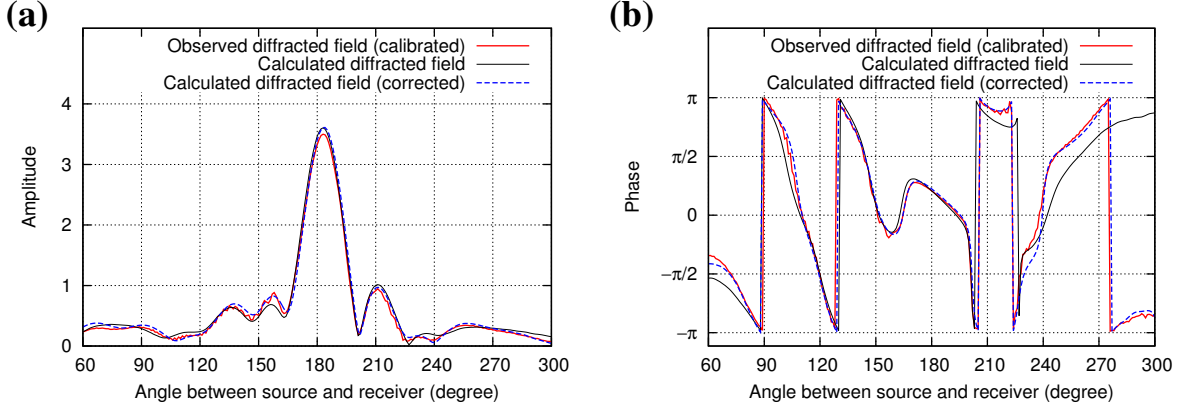 (a)
Observed diffracted field (calibrated)
Calculated diffracted field
Calculated diffracted field (corrected)
Amplitude
4
3
2
1
0
60 90 120 150 180 210 240 270 300
Angle between source and receiver (degree)
(b)
Observed diffracted field (calibrated)
Calculated diffracted field
Calculated diffracted field (corrected)
Phase
π
π/2
0
−π/2
−π
60 90 120 150 180 210 240 270 300
Angle between source and receiver (degree)